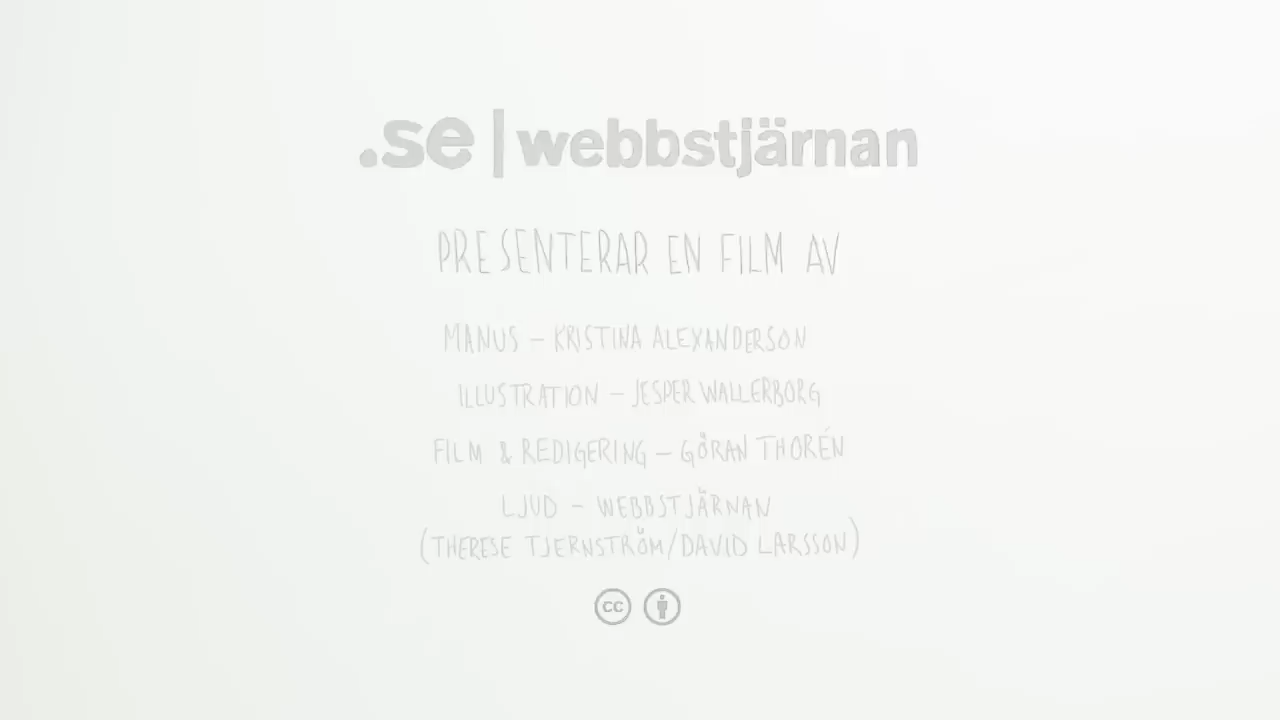 .se | webbstjärnan
PRESENTERAR EN FILM AV
MANUS – KRISTINA ALEXANDERSON
ILLUSTRATION – JESPER WALLERBORG
FILM & REDIGERING – GÖRAN THORÉN
LJUD – WEBBSTJÄRNAN
(THERESE TJERNSTRÖM/DAVID LARSSON)
cc